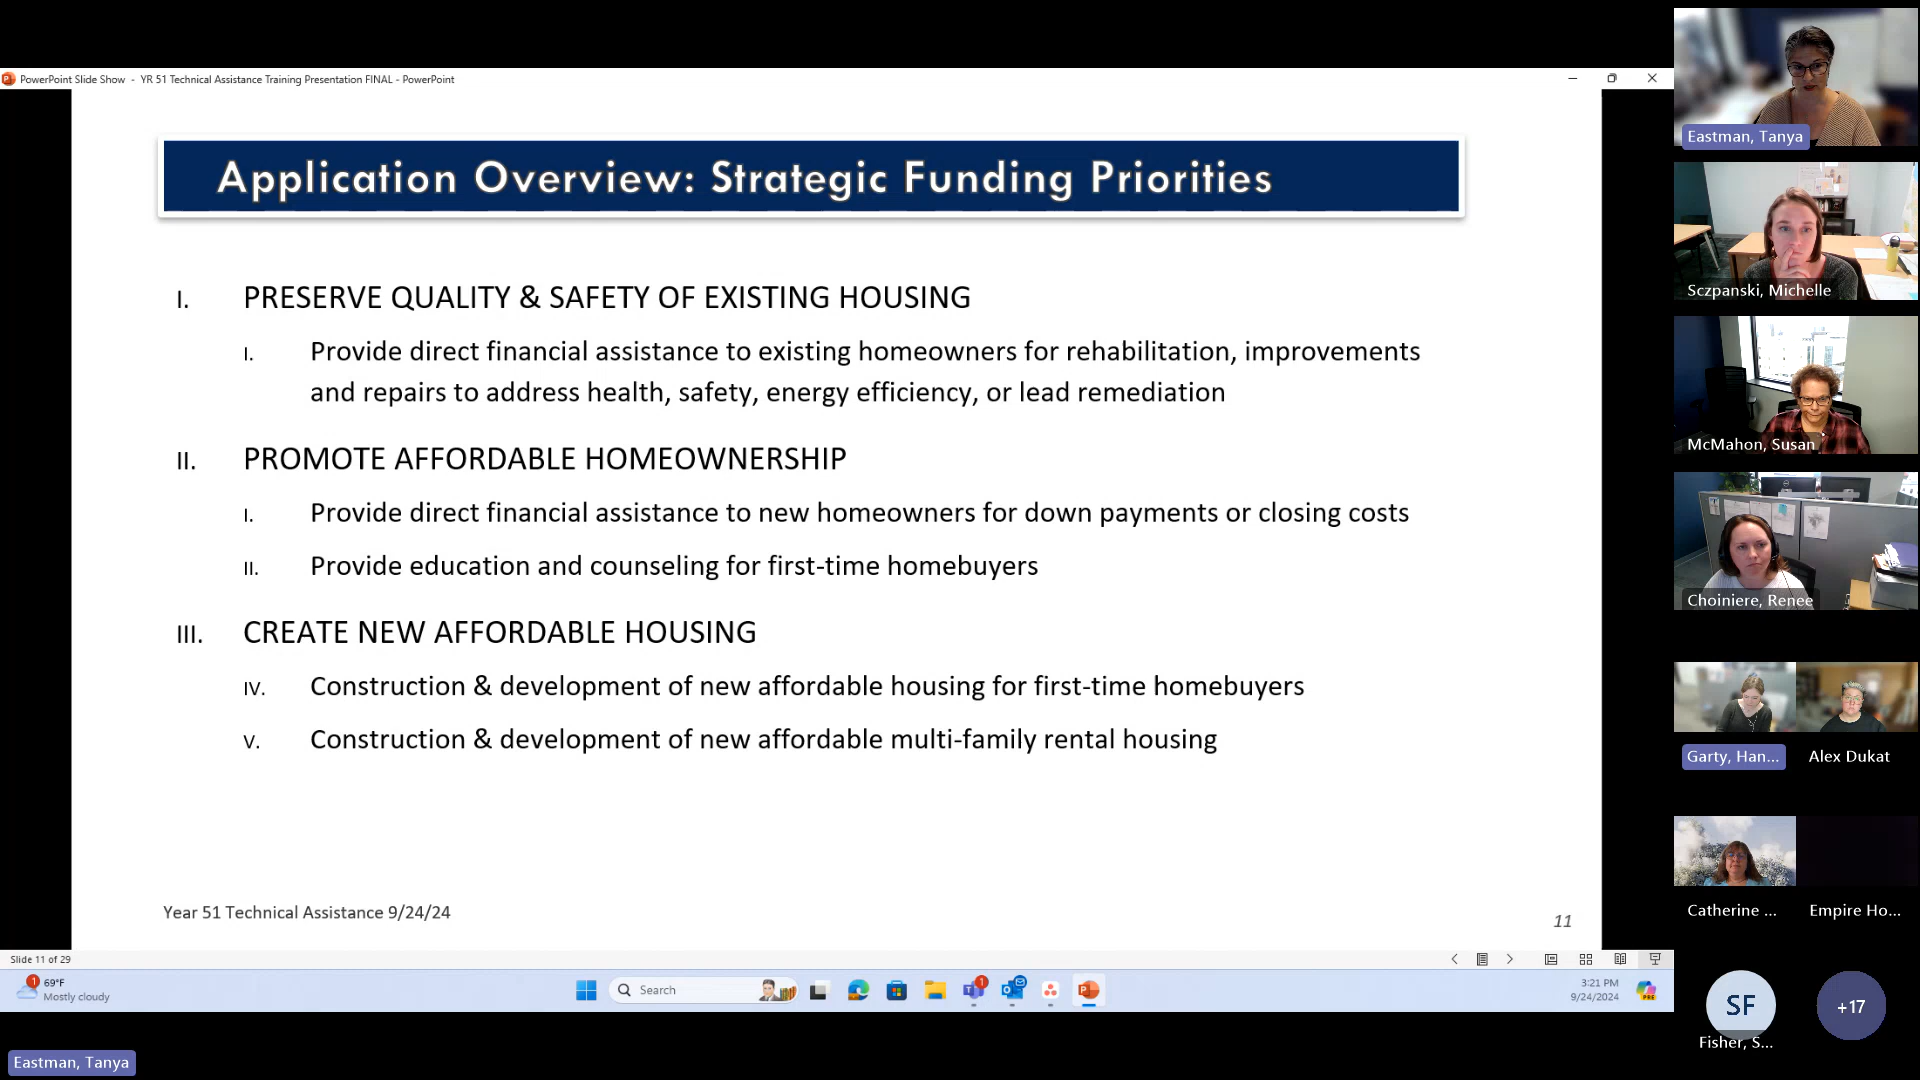 PowerPoint Slide Show - YR 51 Technical Assistance Training Presentation FINAL - PowerPoint
Application Overview: Strategic Funding Priorities
I. PRESERVE QUALITY & SAFETY OF EXISTING HOUSING
I. Provide direct financial assistance to existing homeowners for rehabilitation, improvements
and repairs to address health, safety, energy efficiency, or lead remediation
II. PROMOTE AFFORDABLE HOMEOWNERSHIP
I. Provide direct financial assistance to new homeowners for down payments or closing costs
II. Provide education and counseling for first-time homebuyers
III. CREATE NEW AFFORDABLE HOUSING
IV. Construction & development of new affordable housing for first-time homebuyers
V. Construction & development of new affordable multi-family rental housing
Year 51 Technical Assistance 9/24/24
11
Slide 11 of 29
1
69°F
Mostly cloudy
Search
1
3:21 PM
9/24/2024
PRE
Eastman, Tanya
Eastman, Tanya
Sczpanski, Michelle
McMahon, Susan
Choiniere, Renee
Garty, Han...
Alex Dukat
Catherine ...
Empire Ho...
SF
Fisher, S...
+17